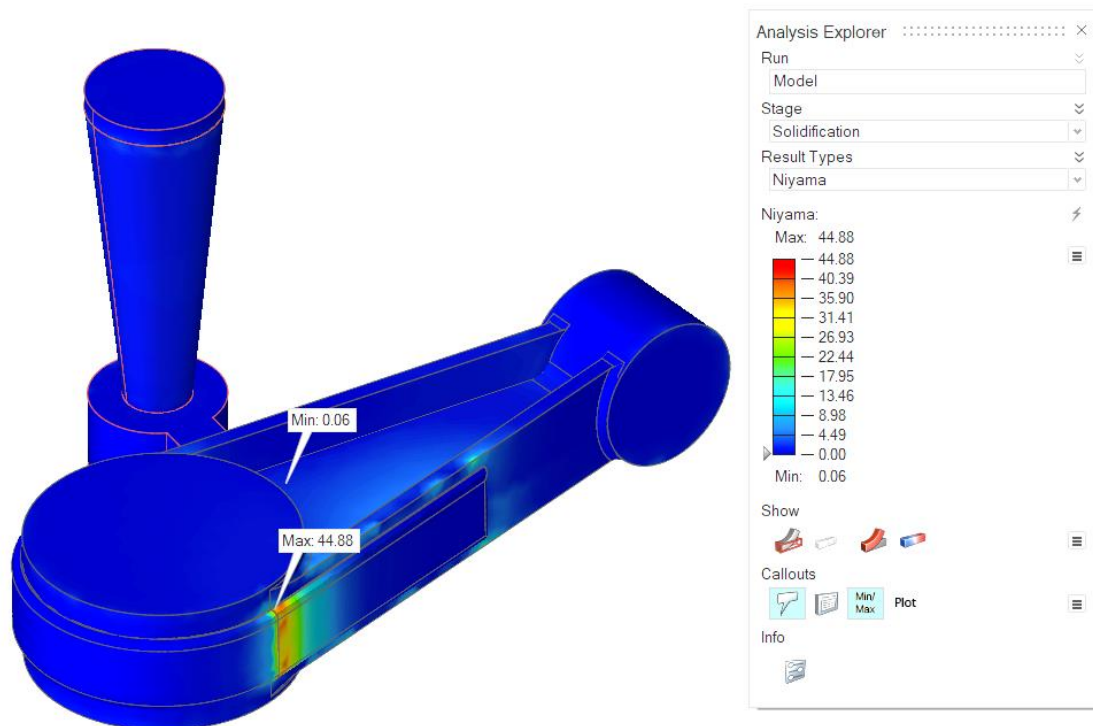 Min: 0.06
Max: 44.88
Analysis Explorer
Run
Model
Stage
Solidification
Result Types
Niyama
Niyama:
Max: 44.88
44.88
40.39
35.90
31.41
26.93
22.44
17.95
13.46
8.98
4.49
0.00
Min: 0.06
Show
Callouts
Min/
Max
Plot
Info